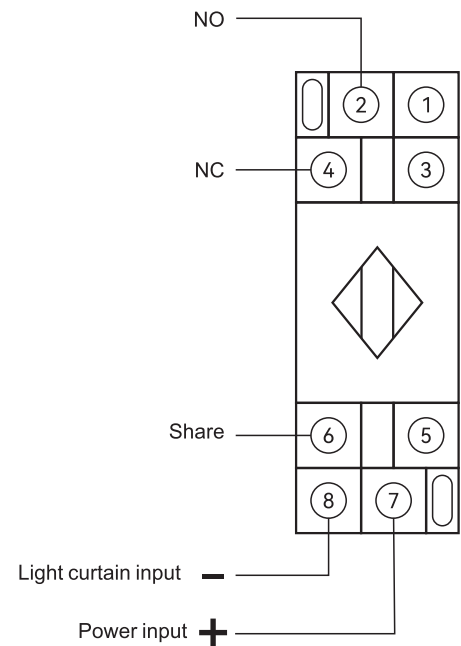 NO
2 1
NC 4 3
Share 6 5
8 7
Light curtain input −
Power input +